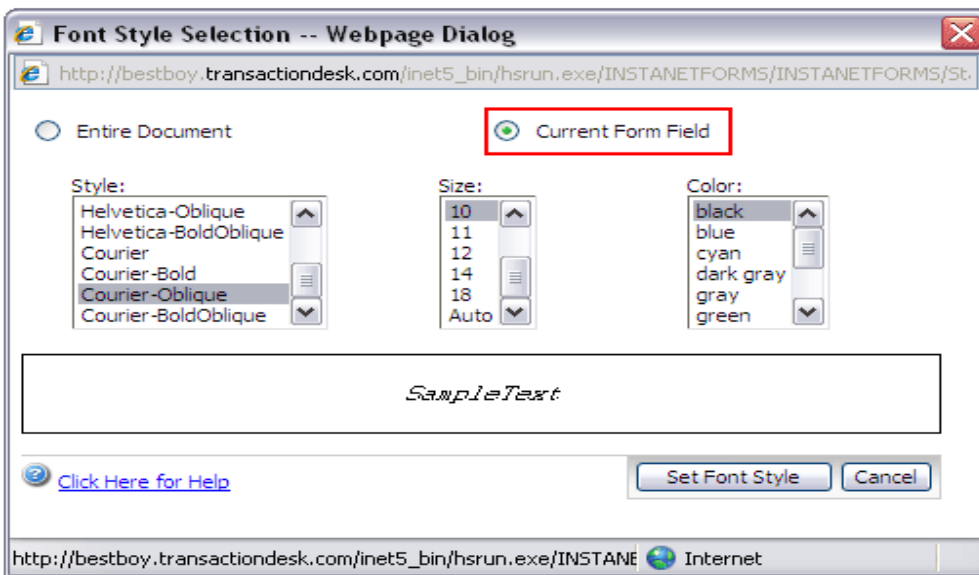 Font Style Selection -- Webpage Dialog
http://bestboy.transactiondesk.com/inet5_bin/hsrun.exe/INSTANETFORMS/INSTANETFORMS/St.
Entire Document
Current Form Field
Style:
Helvetica-Oblique
Helvetica-BoldOblique
Courier
Courier-Bold
Courier-Oblique
Courier-BoldOblique
Size:
10
11
12
14
18
Auto
Color:
black
blue
cyan
dark gray
gray
green
SampleText
Click Here for Help
Set Font Style
Cancel
http://bestboy.transactiondesk.com/inet5_bin/hsrun.exe/INSTANE
Internet